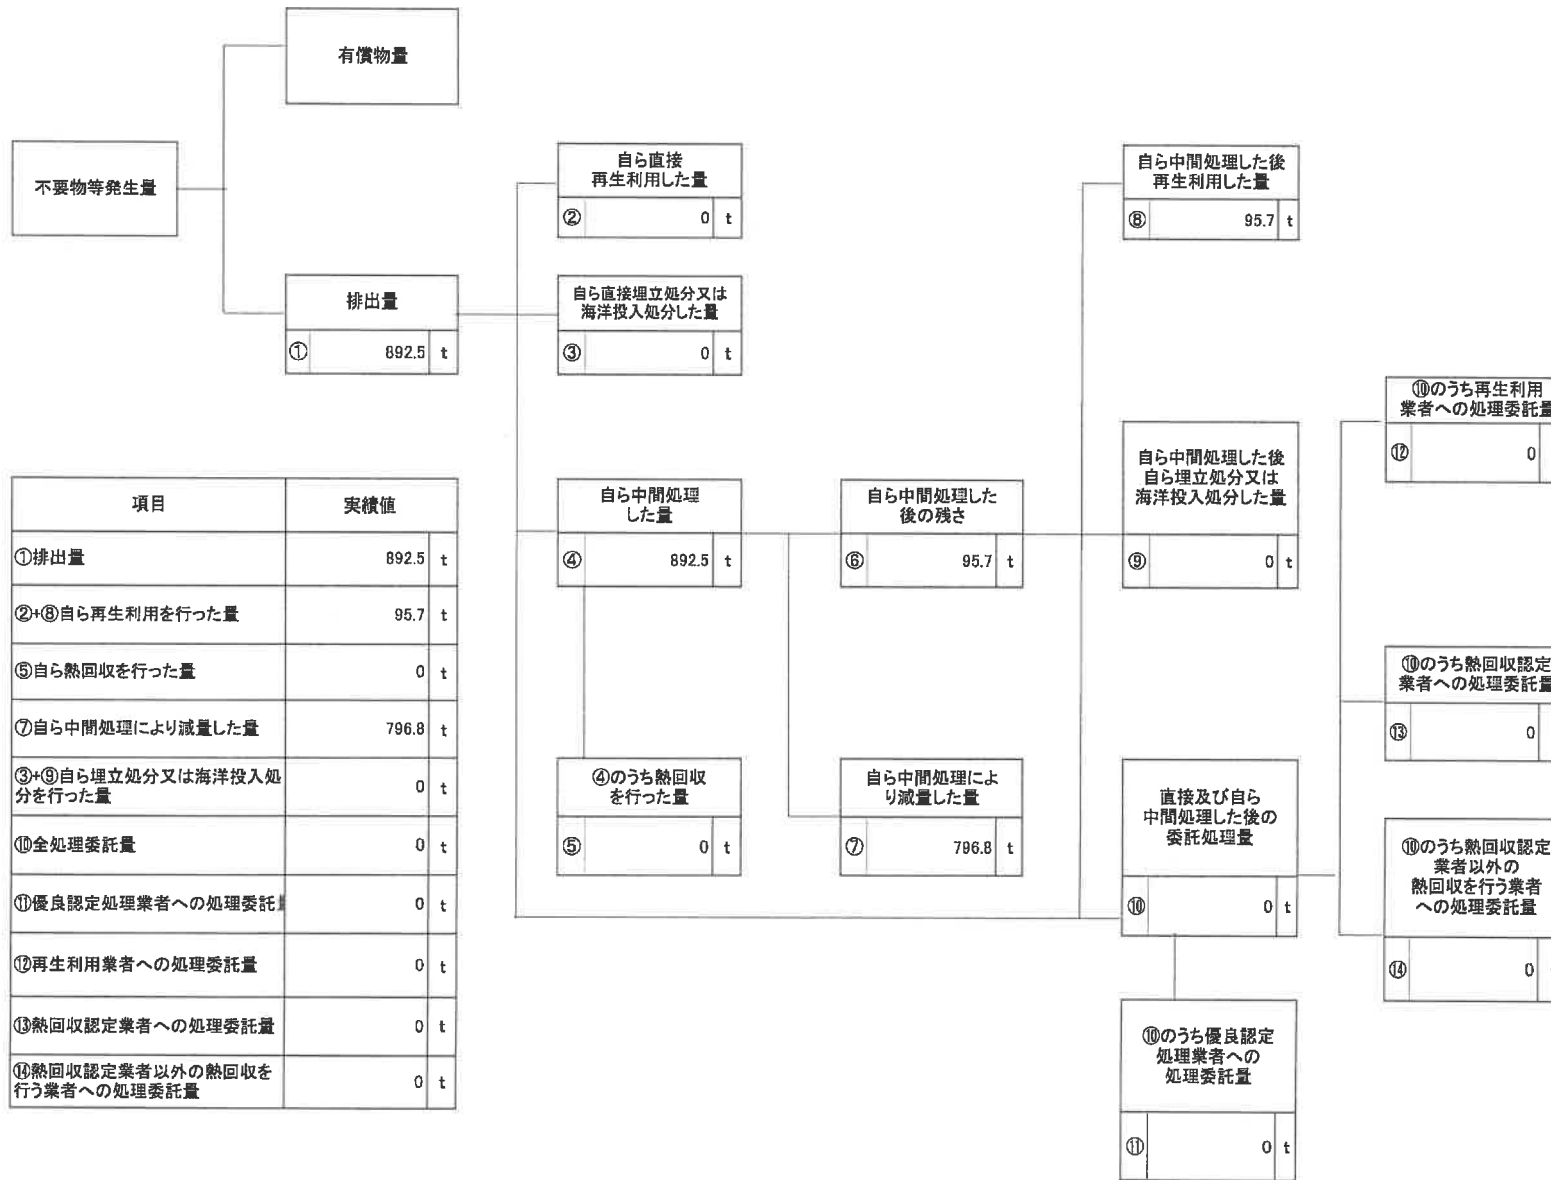 有償物量
不要物等発生量
排出量
① 892.5 t
自ら直接
再生利用した量
② 0 t
自ら直接埋立処分又は
海洋投入処分した量
③ 0 t
自ら中間処理
した量
④ 892.5 t
④のうち熱回収
を行った量
⑤ 0 t
自ら中間処理した
後の残さ
⑥ 95.7 t
自ら中間処理によ
り減量した量
⑦ 796.8 t
自ら中間処理した後
再生利用した量
⑧ 95.7 t
自ら中間処理した後
自ら埋立処分又は
海洋投入処分した量
⑨ 0 t
直接及び自ら
中間処理した後の
委託処理量
⑩ 0 t
⑩のうち優良認定
処理業者への
処理委託量
⑪ 0 t
⑩のうち再生利用
業者への処理委託量
⑫ 0
⑩のうち熱回収認定
業者への処理委託量
⑬ 0
⑩のうち熱回収認定
業者以外の
熱回収を行う業者
への処理委託量
⑭ 0
項目 実績値
①排出量 892.5 t
②+⑧自ら再生利用を行った量 95.7 t
⑤自ら熱回収を行った量 0 t
⑦自ら中間処理により減量した量 796.8 t
③+⑨自ら埋立処分又は海洋投入処
分を行った量 0 t
⑩全処理委託量 0 t
⑪優良認定処理業者への処理委託 0 t
⑫再生利用業者への処理委託量 0 t
⑬熱回収認定業者への処理委託量 0 t
⑭熱回収認定業者以外の熱回収を
行う業者への処理委託量 0 t